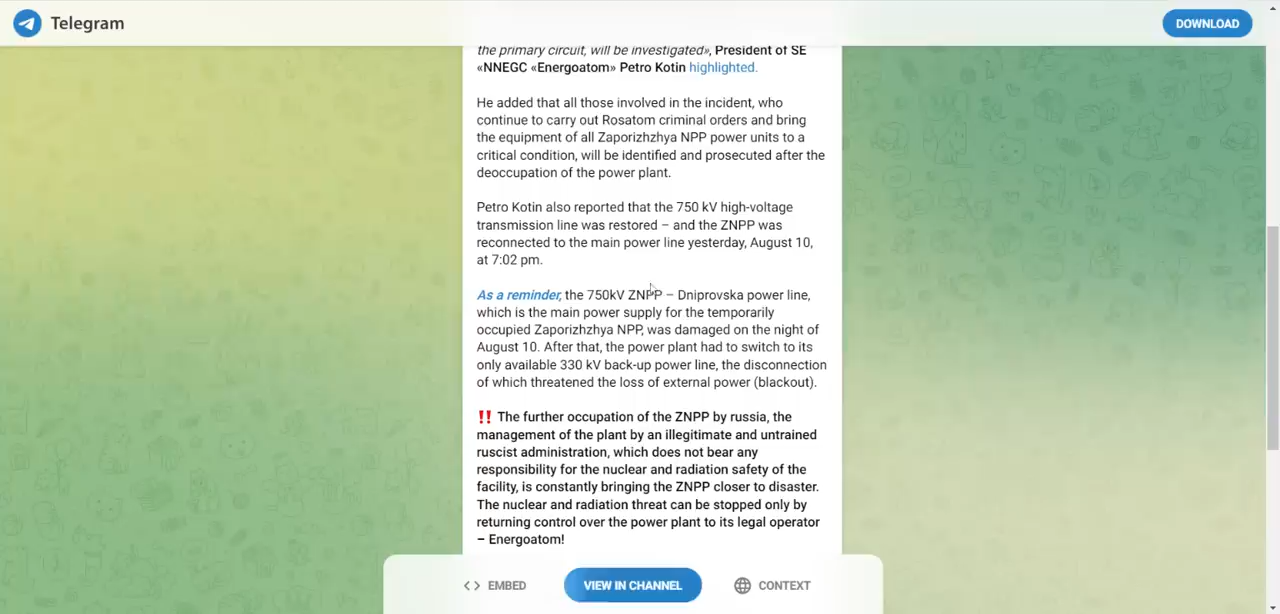 Telegram
DOWNLOAD
the primary circuit, will be investigated», President of SE
«NNEGC «Energoatom» Petro Kotin highlighted.
He added that all those involved in the incident, who
continue to carry out Rosatom criminal orders and bring
the equipment of all Zaporizhzhya NPP power units to a
critical condition, will be identified and prosecuted after the
deoccupation of the power plant.
Petro Kotin also reported that the 750 kV high-voltage
transmission line was restored – and the ZNPP was
reconnected to the main power line yesterday, August 10,
at 7:02 pm.
As a reminder, the 750kV ZNPP – Dniprovska power line,
which is the main power supply for the temporarily
occupied Zaporizhzhya NPP, was damaged on the night of
August 10. After that, the power plant had to switch to its
only available 330 kV back-up power line, the disconnection
of which threatened the loss of external power (blackout).
‼ The further occupation of the ZNPP by russia, the
management of the plant by an illegitimate and untrained
ruscist administration, which does not bear any
responsibility for the nuclear and radiation safety of the
facility, is constantly bringing the ZNPP closer to disaster.
The nuclear and radiation threat can be stopped only by
returning control over the power plant to its legal operator
– Energoatom!
EMBED
VIEW IN CHANNEL
CONTEXT